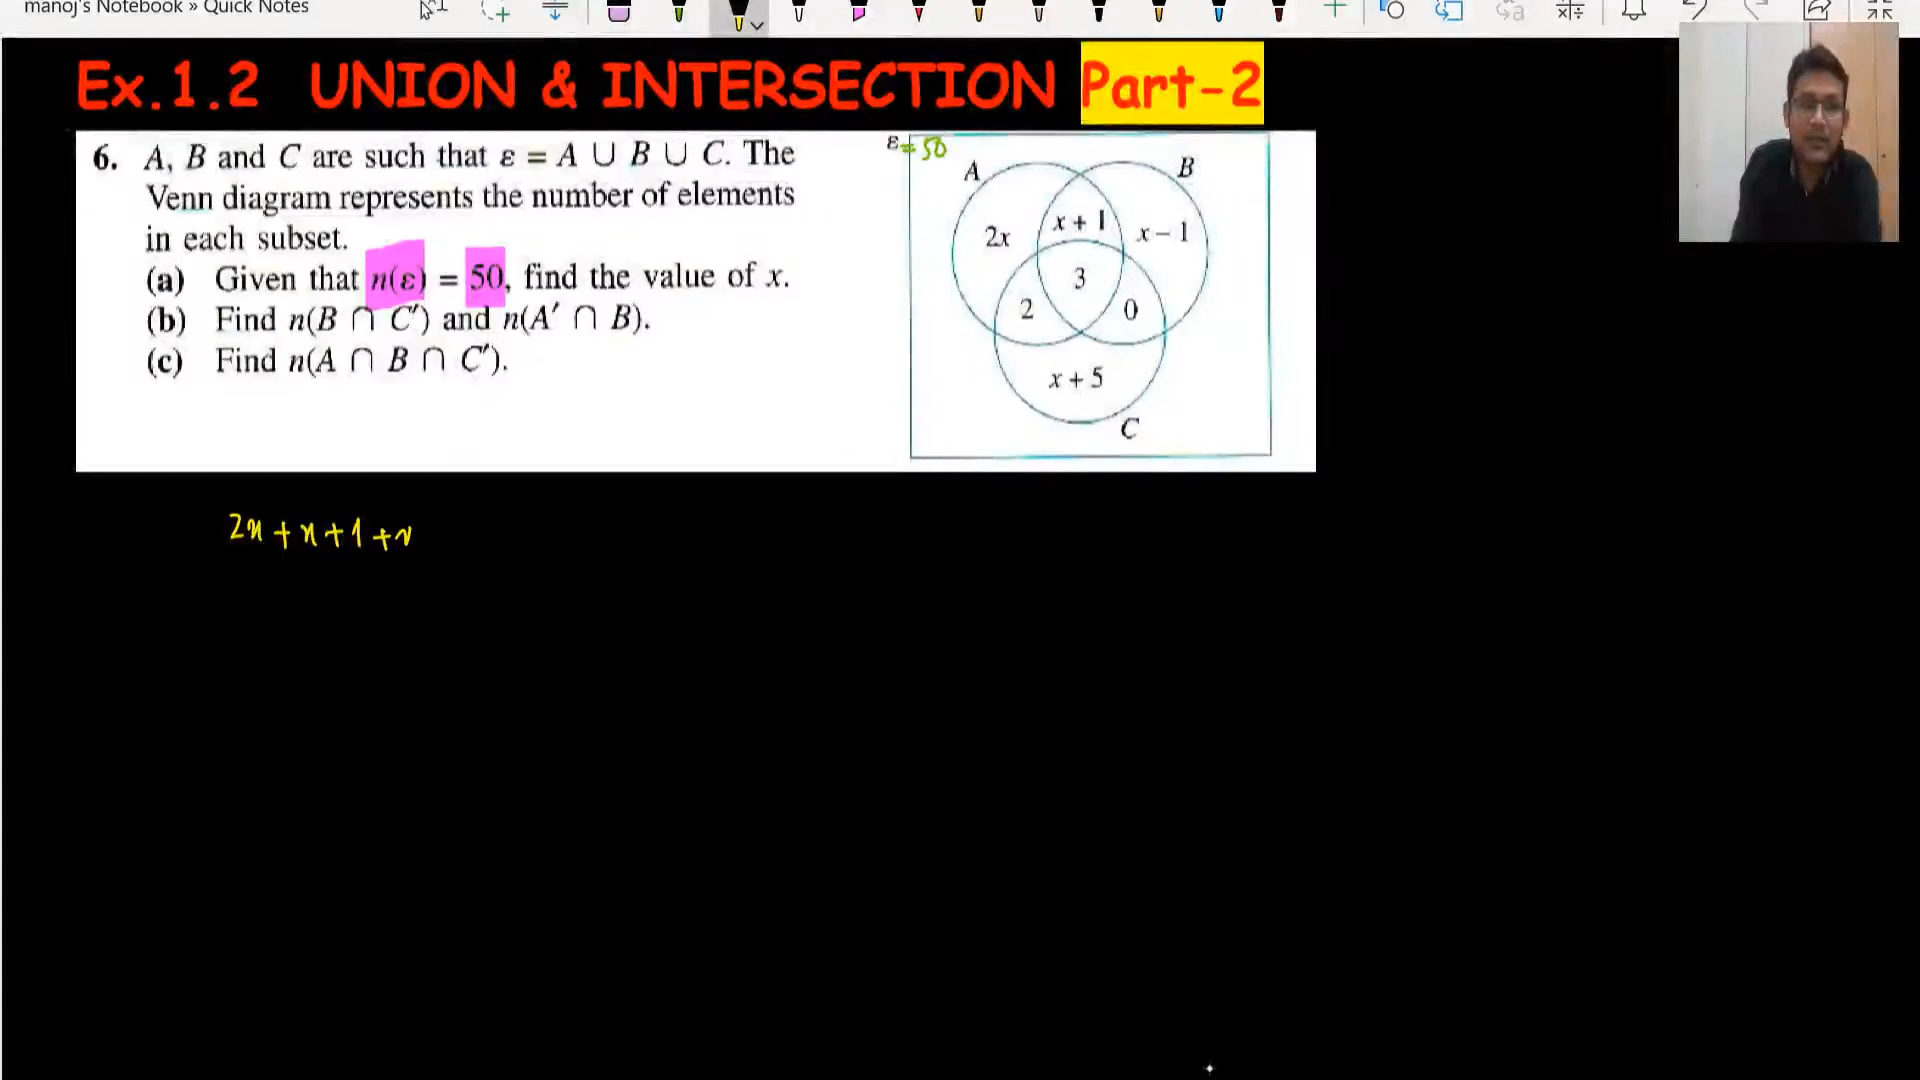 manoj's Notebook » Quick Notes
Ex.1.2 UNION & INTERSECTION Part-2
6. A, B and C are such that ε = A ∪ B ∪ C. The
Venn diagram represents the number of elements
in each subset.
(a) Given that n(ε) = 50, find the value of x.
(b) Find n(B ∩ C′) and n(A′ ∩ B).
(c) Find n(A ∩ B ∩ C′).
ε = 50
A
B
2x
x + 1
x − 1
3
2
0
x + 5
C
2x + x + 1 +